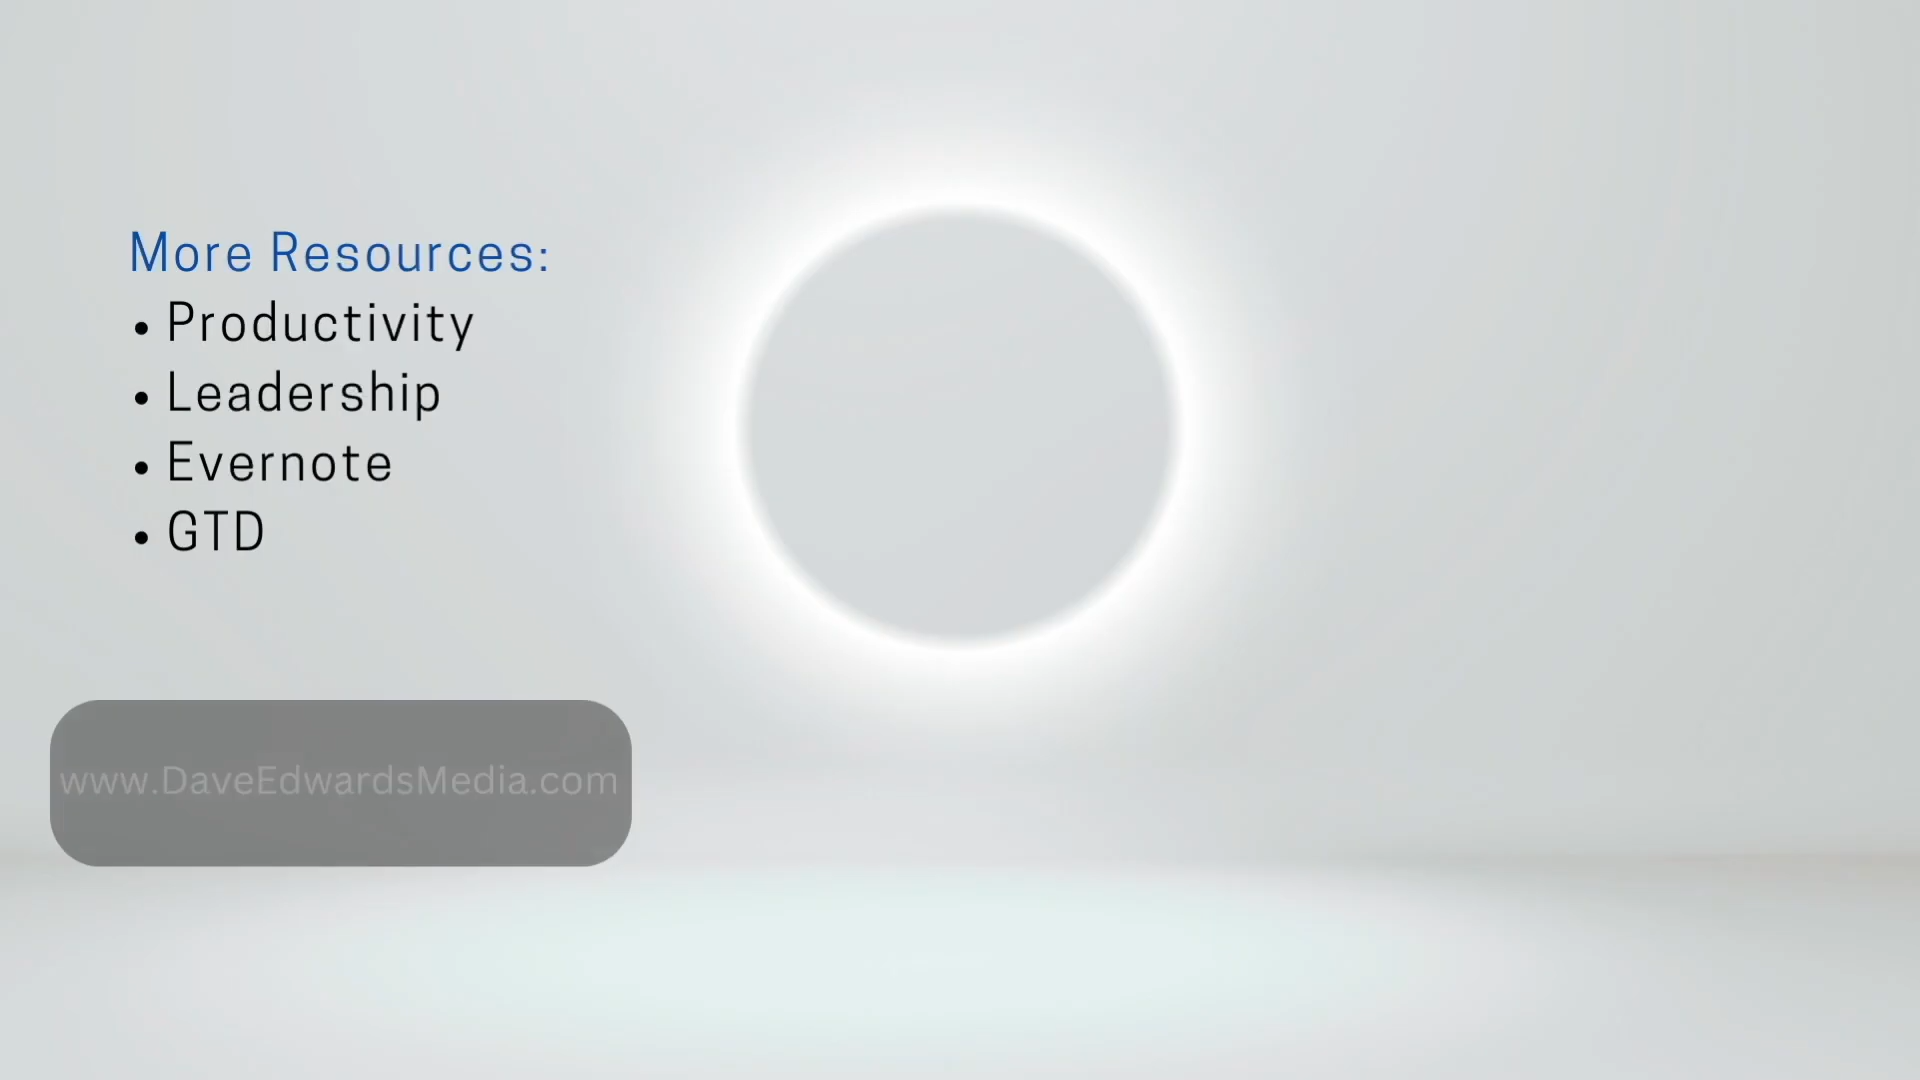 More Resources:
• Productivity
• Leadership
• Evernote
• GTD
www.DaveEdwardsMedia.com